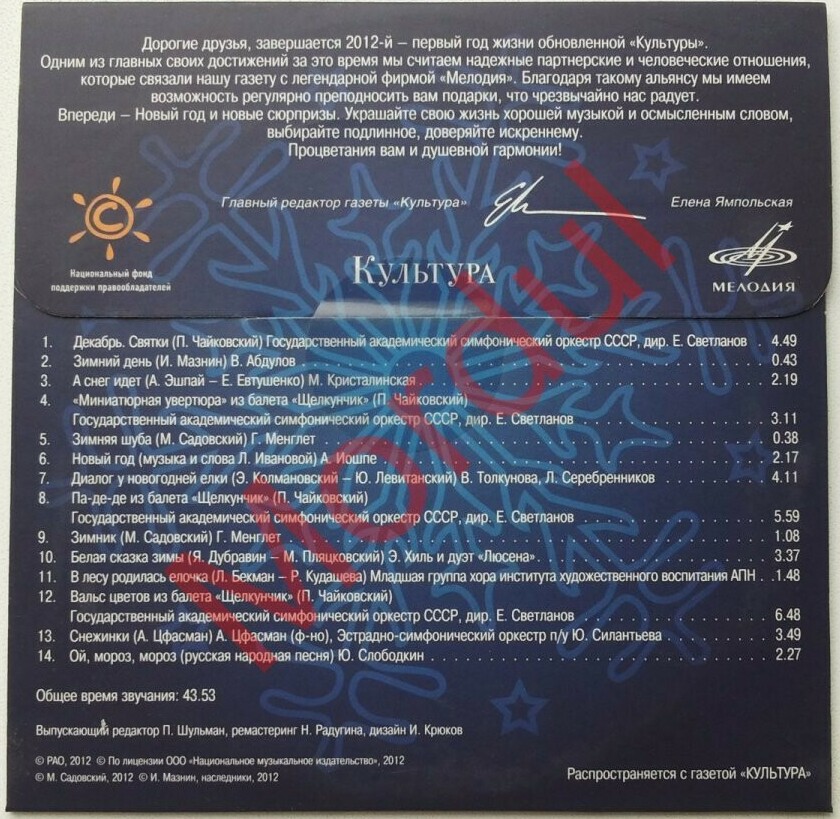 Дорогие друзья, завершается 2012-й – первый год жизни обновленной «Культуры».
Одним из главных своих достижений за это время мы считаем надежные партнерские и человеческие отношения,
которые связали нашу газету с легендарной фирмой «Мелодия». Благодаря такому альянсу мы имеем
возможность регулярно преподносить вам подарки, что чрезвычайно нас радует.
Впереди – Новый год и новые сюрпризы. Украшайте свою жизнь хорошей музыкой и осмысленным словом,
выбирайте подлинное, доверяйте искреннему.
Процветания вам и душевной гармонии!
Главный редактор газеты «Культура» Елена Ямпольская
C
Национальный фонд
поддержки правообладателей
КУЛЬТУРА
МЕЛОДИЯ
1. Декабрь. Святки (П. Чайковский) Государственный академический симфонический оркестр СССР, дир. Е. Светланов . 4.49
2. Зимний день (И. Мазнин) В. Абдулов . . . 0.43
3. А снег идет (А. Эшпай – Е. Евтушенко) М. Кристалинская . . . 2.19
4. «Миниатюрная увертюра» из балета «Щелкунчик» (П. Чайковский)
Государственный академический симфонический оркестр СССР, дир. Е. Светланов . . . 3.11
5. Зимняя шуба (М. Садовский) Г. Менглет . . . 0.38
6. Новый год (музыка и слова Л. Ивановой) А. Иошпе . . . 2.17
7. Диалог у новогодней елки (Э. Колмановский – Ю. Левитанский) В. Толкунова, Л. Серебренников . . . 4.11
8. Па-де-де из балета «Щелкунчик» (П. Чайковский)
Государственный академический симфонический оркестр СССР, дир. Е. Светланов . . . 5.59
9. Зимник (М. Садовский) Г. Менглет . . . 1.08
10. Белая сказка зимы (Я. Дубравин – М. Пляцковский) Э. Хиль и дуэт «Люсена» . . . 3.37
11. В лесу родилась елочка (Л. Бекман – Р. Кудашева) Младшая группа хора института художественного воспитания АПН . . 1.48
12. Вальс цветов из балета «Щелкунчик» (П. Чайковский)
Государственный академический симфонический оркестр СССР, дир. Е. Светланов . . . 6.48
13. Снежинки (А. Цфасман) А. Цфасман (ф-но), Эстрадно-симфонический оркестр п/у Ю. Силантьева . . . 3.49
14. Ой, мороз, мороз (русская народная песня) Ю. Слободкин . . . 2.27
Общее время звучания: 43.53
Выпускающий редактор П. Шульман, ремастеринг Н. Радугина, дизайн И. Крюков
© РАО, 2012 © По лицензии ООО «Национальное музыкальное издательство», 2012
© М. Садовский, 2012 © И. Мазнин, наследники, 2012
Распространяется с газетой «КУЛЬТУРА»
Mordul